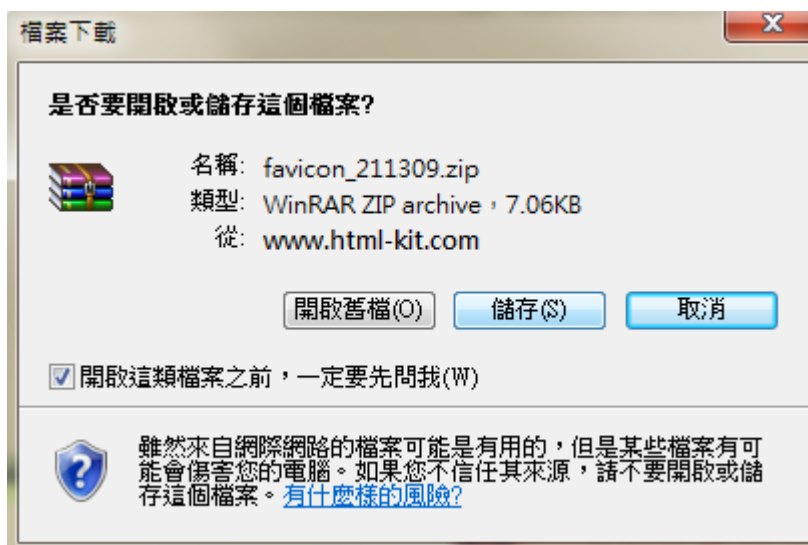 檔案下載
是否要開啟或儲存這個檔案?
名稱: favicon_211309.zip
類型: WinRAR ZIP archive，7.06KB
從: www.html-kit.com
開啟舊檔(O) 儲存(S) 取消
開啟這類檔案之前，一定要先問我(W)
雖然來自網際網路的檔案可能是有用的，但是某些檔案有可
能會傷害您的電腦。如果您不信任其來源，請不要開啟或儲
存這個檔案。有什麼樣的風險?